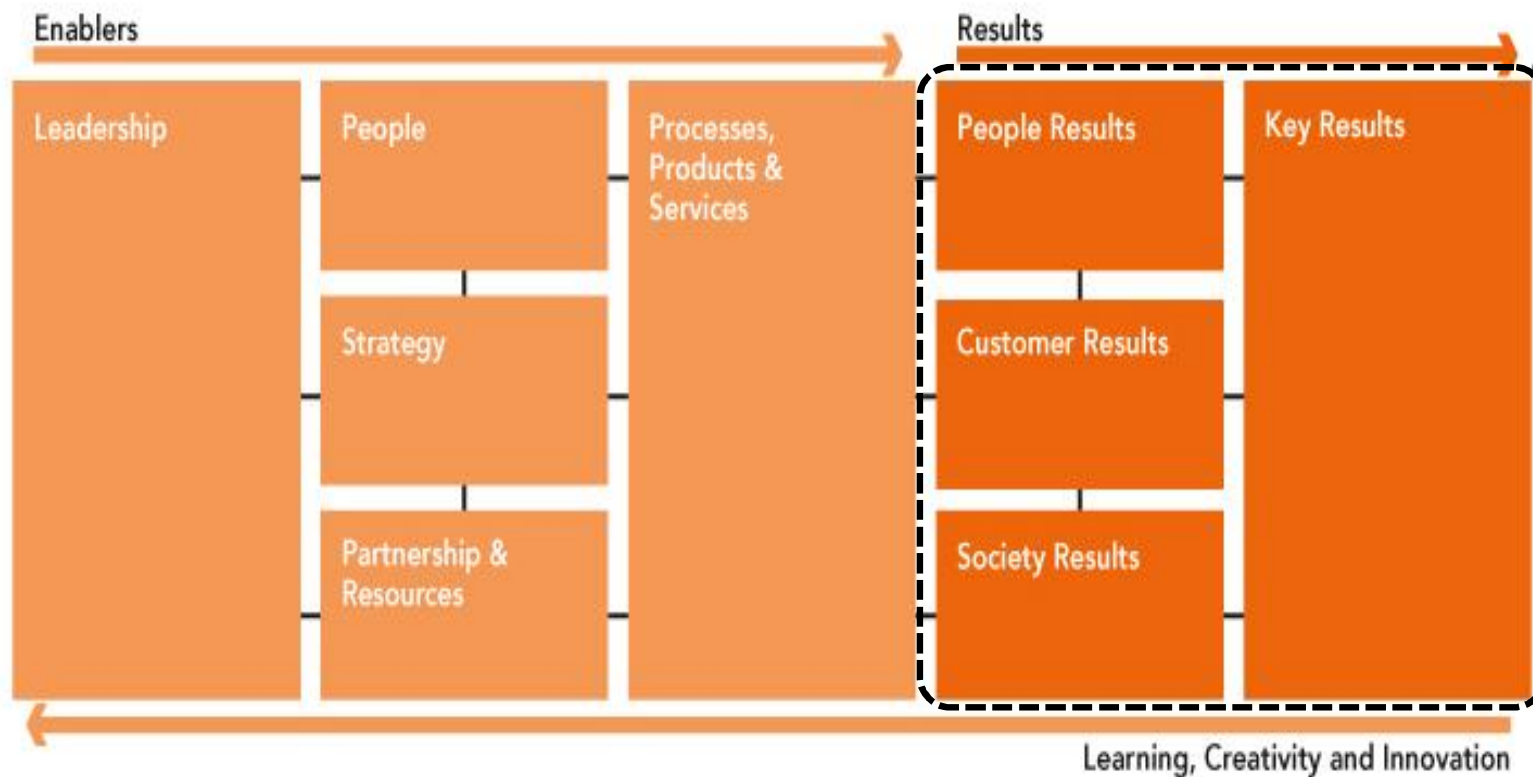 Enablers
Results
Leadership
People
Processes,
Products &
Services
People Results
Key Results
Strategy
Customer Results
Partnership &
Resources
Society Results
Learning, Creativity and Innovation